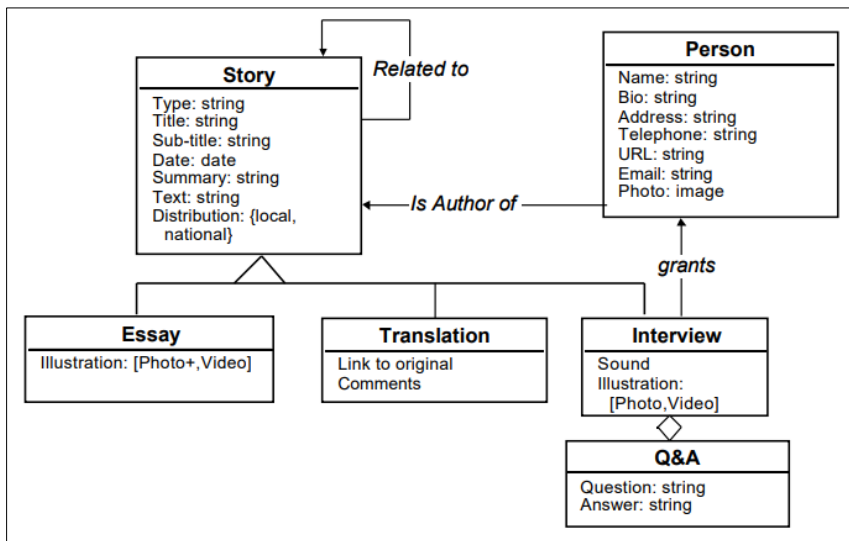 Story
Type: string
Title: string
Sub-title: string
Date: date
Summary: string
Text: string
Distribution: {local,
national}
Related to
Person
Name: string
Bio: string
Address: string
Telephone: string
URL: string
Email: string
Photo: image
Is Author of
grants
Essay
Illustration: [Photo+,Video]
Translation
Link to original
Comments
Interview
Sound
Illustration:
[Photo,Video]
Q&A
Question: string
Answer: string